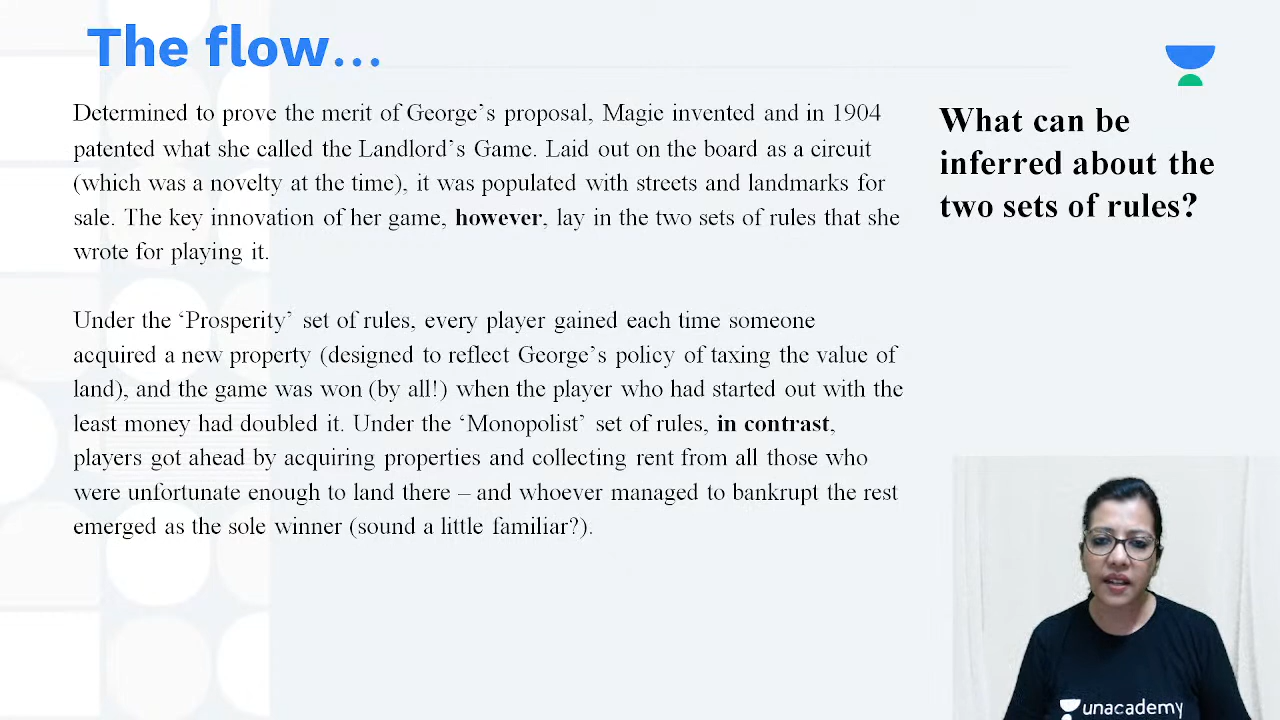 The flow...
Determined to prove the merit of George's proposal, Magie invented and in 1904
patented what she called the Landlord's Game. Laid out on the board as a circuit
(which was a novelty at the time), it was populated with streets and landmarks for
sale. The key innovation of her game, however, lay in the two sets of rules that she
wrote for playing it.
Under the ‘Prosperity’ set of rules, every player gained each time someone
acquired a new property (designed to reflect George's policy of taxing the value of
land), and the game was won (by all!) when the player who had started out with the
least money had doubled it. Under the ‘Monopolist’ set of rules, in contrast,
players got ahead by acquiring properties and collecting rent from all those who
were unfortunate enough to land there – and whoever managed to bankrupt the rest
emerged as the sole winner (sound a little familiar?).
What can be
inferred about the
two sets of rules?
unacademy